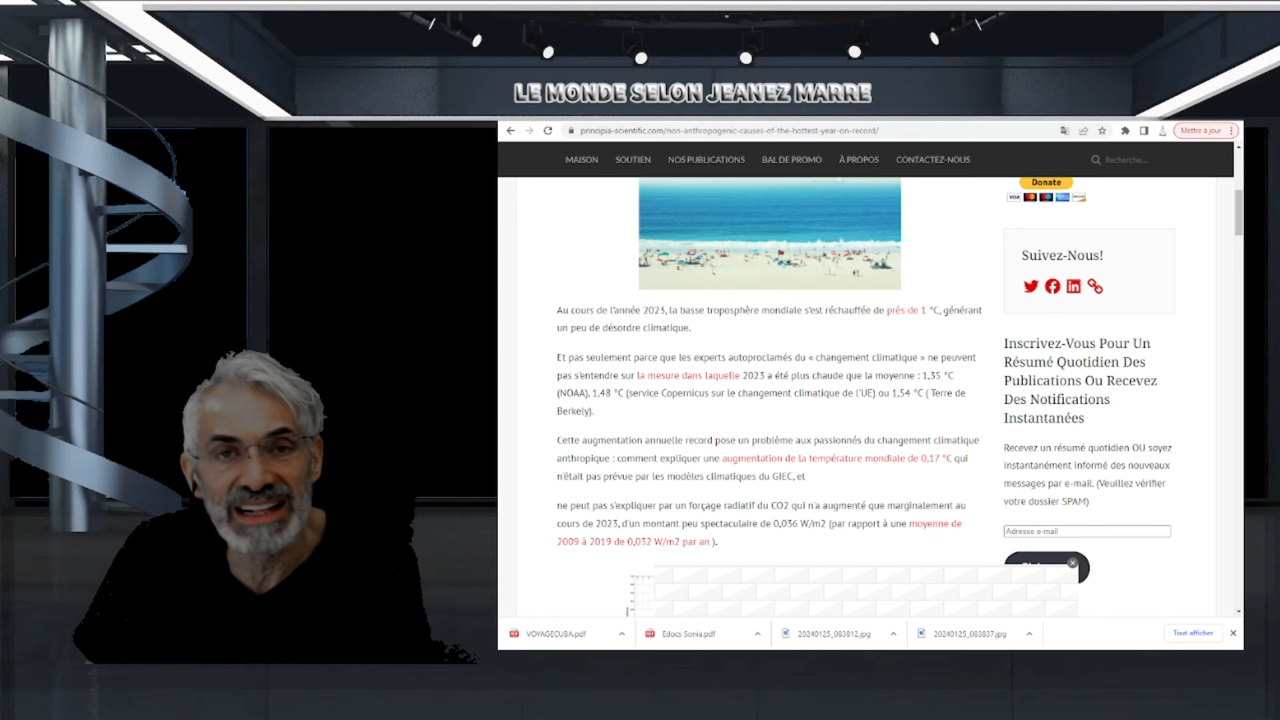 LE MONDE SELON JEANEZ MARRE
principia-scientific.com/non-anthropogenic-causes-of-the-hottest-year-on-record/
Mettre à jour
MAISON SOUTIEN NOS PUBLICATIONS BAL DE PROMO À PROPOS CONTACTEZ-NOUS Recherche...
Donate
VISA
Au cours de l'année 2023, la basse troposphère mondiale s'est réchauffée de près de 1 °C, générant
un peu de désordre climatique.
Et pas seulement parce que les experts autoproclamés du « changement climatique » ne peuvent
pas s'entendre sur la mesure dans laquelle 2023 a été plus chaude que la moyenne : 1,35 °C
(NOAA), 1,48 °C (service Copernicus sur le changement climatique de l'UE) ou 1,54 °C ( Terre de
Berkely).
Cette augmentation annuelle record pose un problème aux passionnés du changement climatique
anthropique : comment expliquer une augmentation de la température mondiale de 0,17 °C qui
n'était pas prévue par les modèles climatiques du GIEC, et
ne peut pas s'expliquer par un forçage radiatif du CO2 qui n'a augmenté que marginalement au
cours de 2023, d'un montant peu spectaculaire de 0,036 W/m2 (par rapport à une moyenne de
2009 à 2019 de 0,032 W/m2 par an ).
Suivez-Nous!
Inscrivez-Vous Pour Un
Résumé Quotidien Des
Publications Ou Recevez
Des Notifications
Instantanées
Recevez un résumé quotidien OU soyez
instantanément informé des nouveaux
messages par e-mail. (Veuillez vérifier
votre dossier SPAM)
Adresse e-mail
VOYAGECUBA.pdf
Edocs Sonia.pdf
20240125_083812.jpg
20240125_083837.jpg
Tout afficher